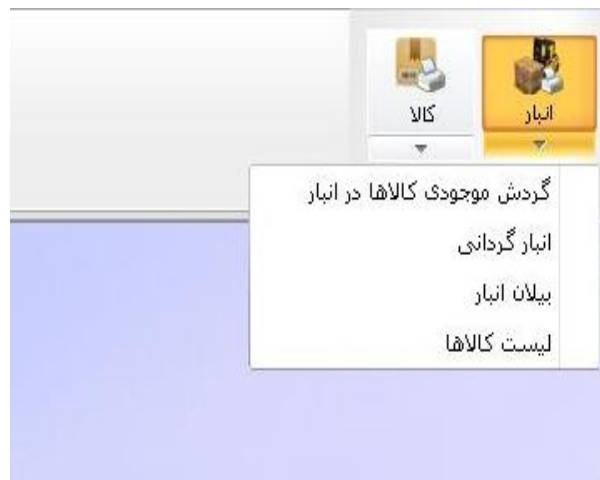 انبار
کالا
گردش موجودی کالاها در انبار
انبار گردانی
بیلان انبار
لیست کالاها